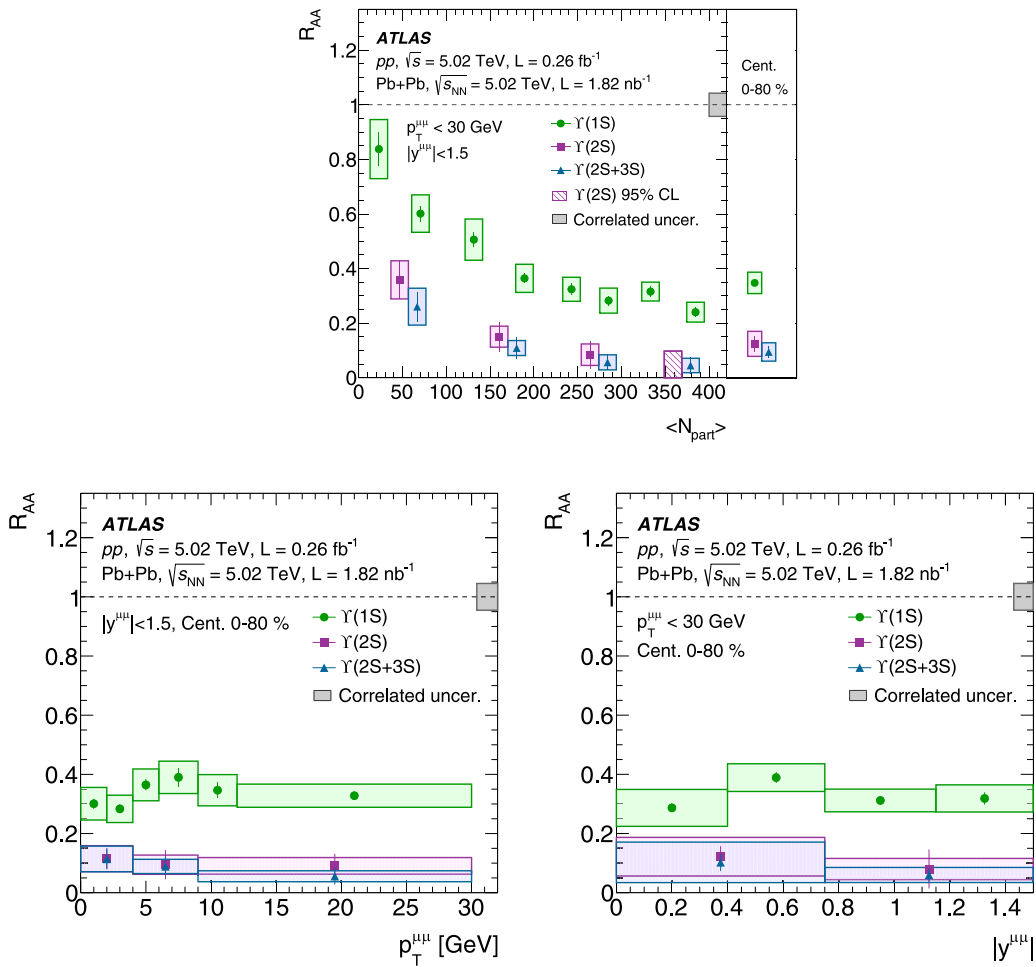 R_AA
ATLAS
pp, √s = 5.02 TeV, L = 0.26 fb⁻¹
Pb+Pb, √s_NN = 5.02 TeV, L = 1.82 nb⁻¹
Cent.
0-80 %
p_T^μμ < 30 GeV
|y^μμ|<1.5
ϒ(1S)
ϒ(2S)
ϒ(2S+3S)
ϒ(2S) 95% CL
Correlated uncer.
1.2
1
0.8
0.6
0.4
0.2
0
0 50 100 150 200 250 300 350 400
<N_part>
R_AA
ATLAS
pp, √s = 5.02 TeV, L = 0.26 fb⁻¹
Pb+Pb, √s_NN = 5.02 TeV, L = 1.82 nb⁻¹
|y^μμ|<1.5, Cent. 0-80 %
ϒ(1S)
ϒ(2S)
ϒ(2S+3S)
Correlated uncer.
1.2
1
0.8
0.6
0.4
0.2
0
0 5 10 15 20 25 30
p_T^μμ [GeV]
R_AA
ATLAS
pp, √s = 5.02 TeV, L = 0.26 fb⁻¹
Pb+Pb, √s_NN = 5.02 TeV, L = 1.82 nb⁻¹
p_T^μμ < 30 GeV
Cent. 0-80 %
ϒ(1S)
ϒ(2S)
ϒ(2S+3S)
Correlated uncer.
1.2
1
0.8
0.6
0.4
0.2
0
0 0.2 0.4 0.6 0.8 1 1.2 1.4
|y^μμ|